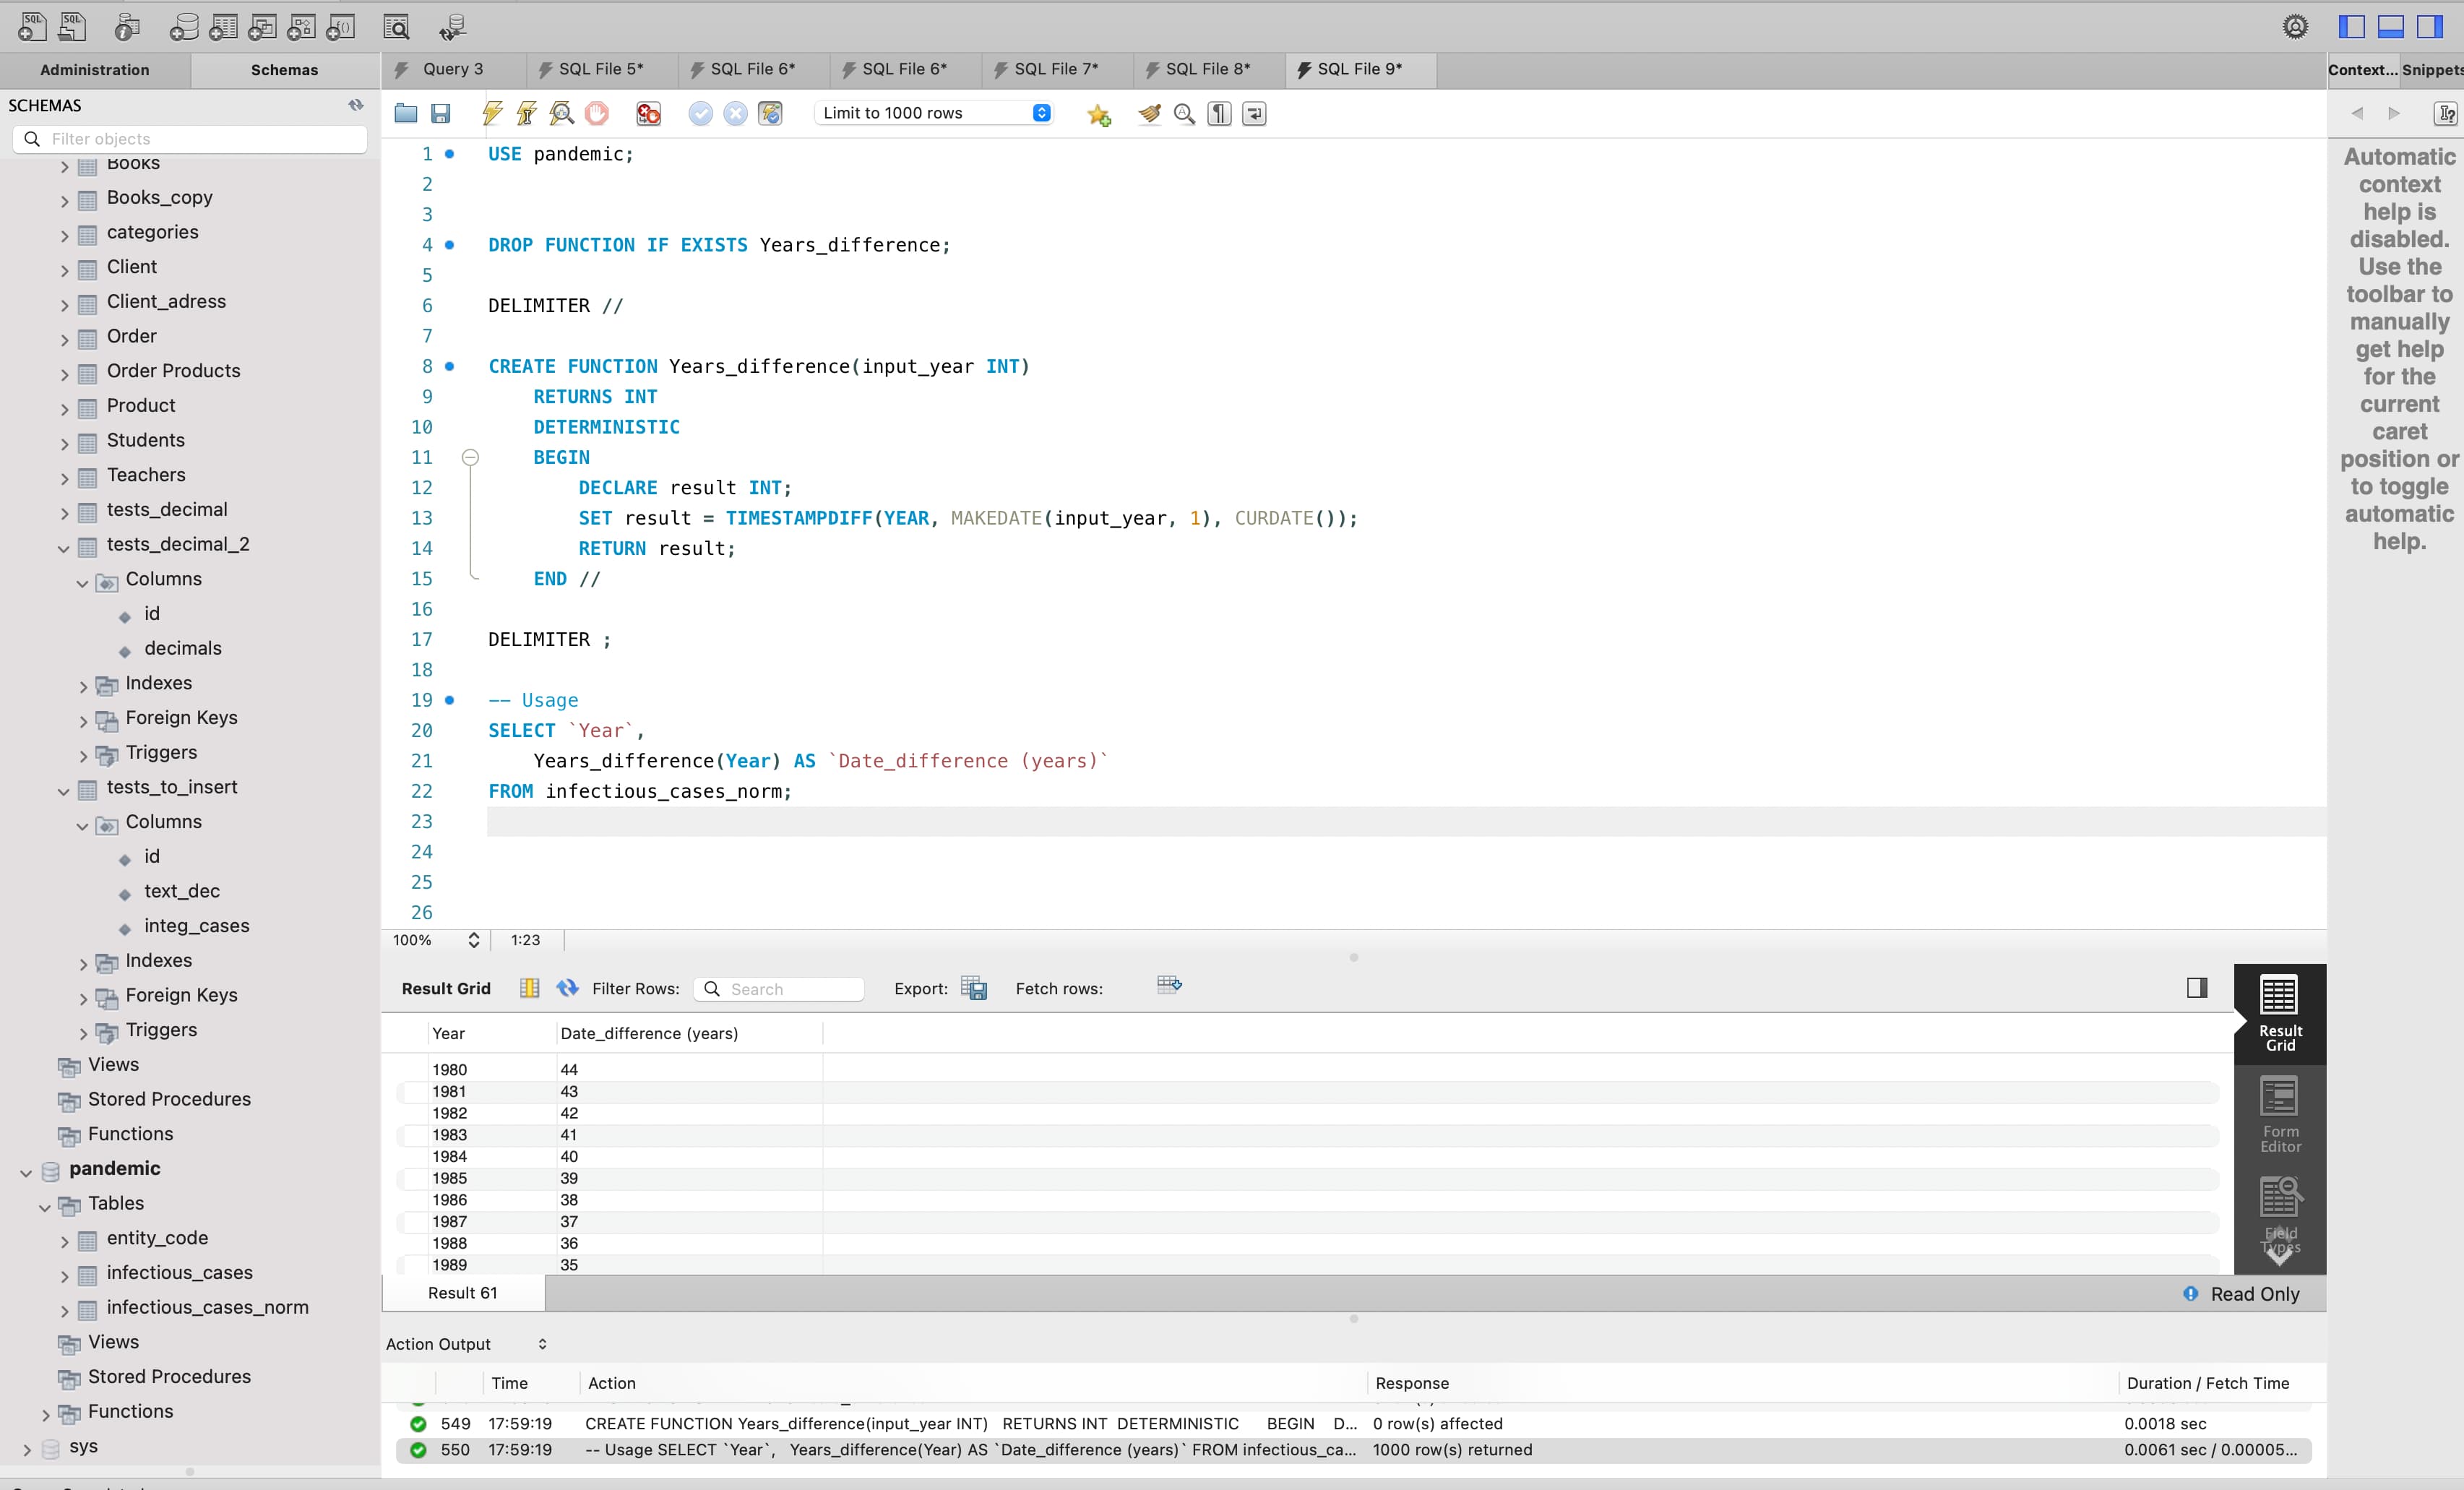 SQL
SQL
Administration
Schemas
Query 3
SQL File 5*
SQL File 6*
SQL File 6*
SQL File 7*
SQL File 8*
SQL File 9*
Context...
Snippets
SCHEMAS
Filter objects
Limit to 1000 rows
Books
Books_copy
categories
Client
Client_adress
Order
Order Products
Product
Students
Teachers
tests_decimal
tests_decimal_2
Columns
id
decimals
Indexes
Foreign Keys
Triggers
tests_to_insert
Columns
id
text_dec
integ_cases
Indexes
Foreign Keys
Triggers
Views
Stored Procedures
Functions
pandemic
Tables
entity_code
infectious_cases
infectious_cases_norm
Views
Stored Procedures
Functions
sys
1 USE pandemic;
2
3
4 DROP FUNCTION IF EXISTS Years_difference;
5
6 DELIMITER //
7
8 CREATE FUNCTION Years_difference(input_year INT)
9 RETURNS INT
10 DETERMINISTIC
11 BEGIN
12 DECLARE result INT;
13 SET result = TIMESTAMPDIFF(YEAR, MAKEDATE(input_year, 1), CURDATE());
14 RETURN result;
15 END //
16
17 DELIMITER ;
18
19 -- Usage
20 SELECT `Year`,
21 Years_difference(Year) AS `Date_difference (years)`
22 FROM infectious_cases_norm;
23
24
25
26
100%
1:23
Automatic
context
help is
disabled.
Use the
toolbar to
manually
get help
for the
current
caret
position or
to toggle
automatic
help.
Result Grid
Filter Rows:
Search
Export:
Fetch rows:
Year Date_difference (years)
1980 44
1981 43
1982 42
1983 41
1984 40
1985 39
1986 38
1987 37
1988 36
1989 35
Result
Grid
Form
Editor
Field
Types
Result 61
Read Only
Action Output
Time Action Response Duration / Fetch Time
549 17:59:19 CREATE FUNCTION Years_difference(input_year INT) RETURNS INT DETERMINISTIC BEGIN D... 0 row(s) affected 0.0018 sec
550 17:59:19 -- Usage SELECT `Year`, Years_difference(Year) AS `Date_difference (years)` FROM infectious_ca... 1000 row(s) returned 0.0061 sec / 0.00005...